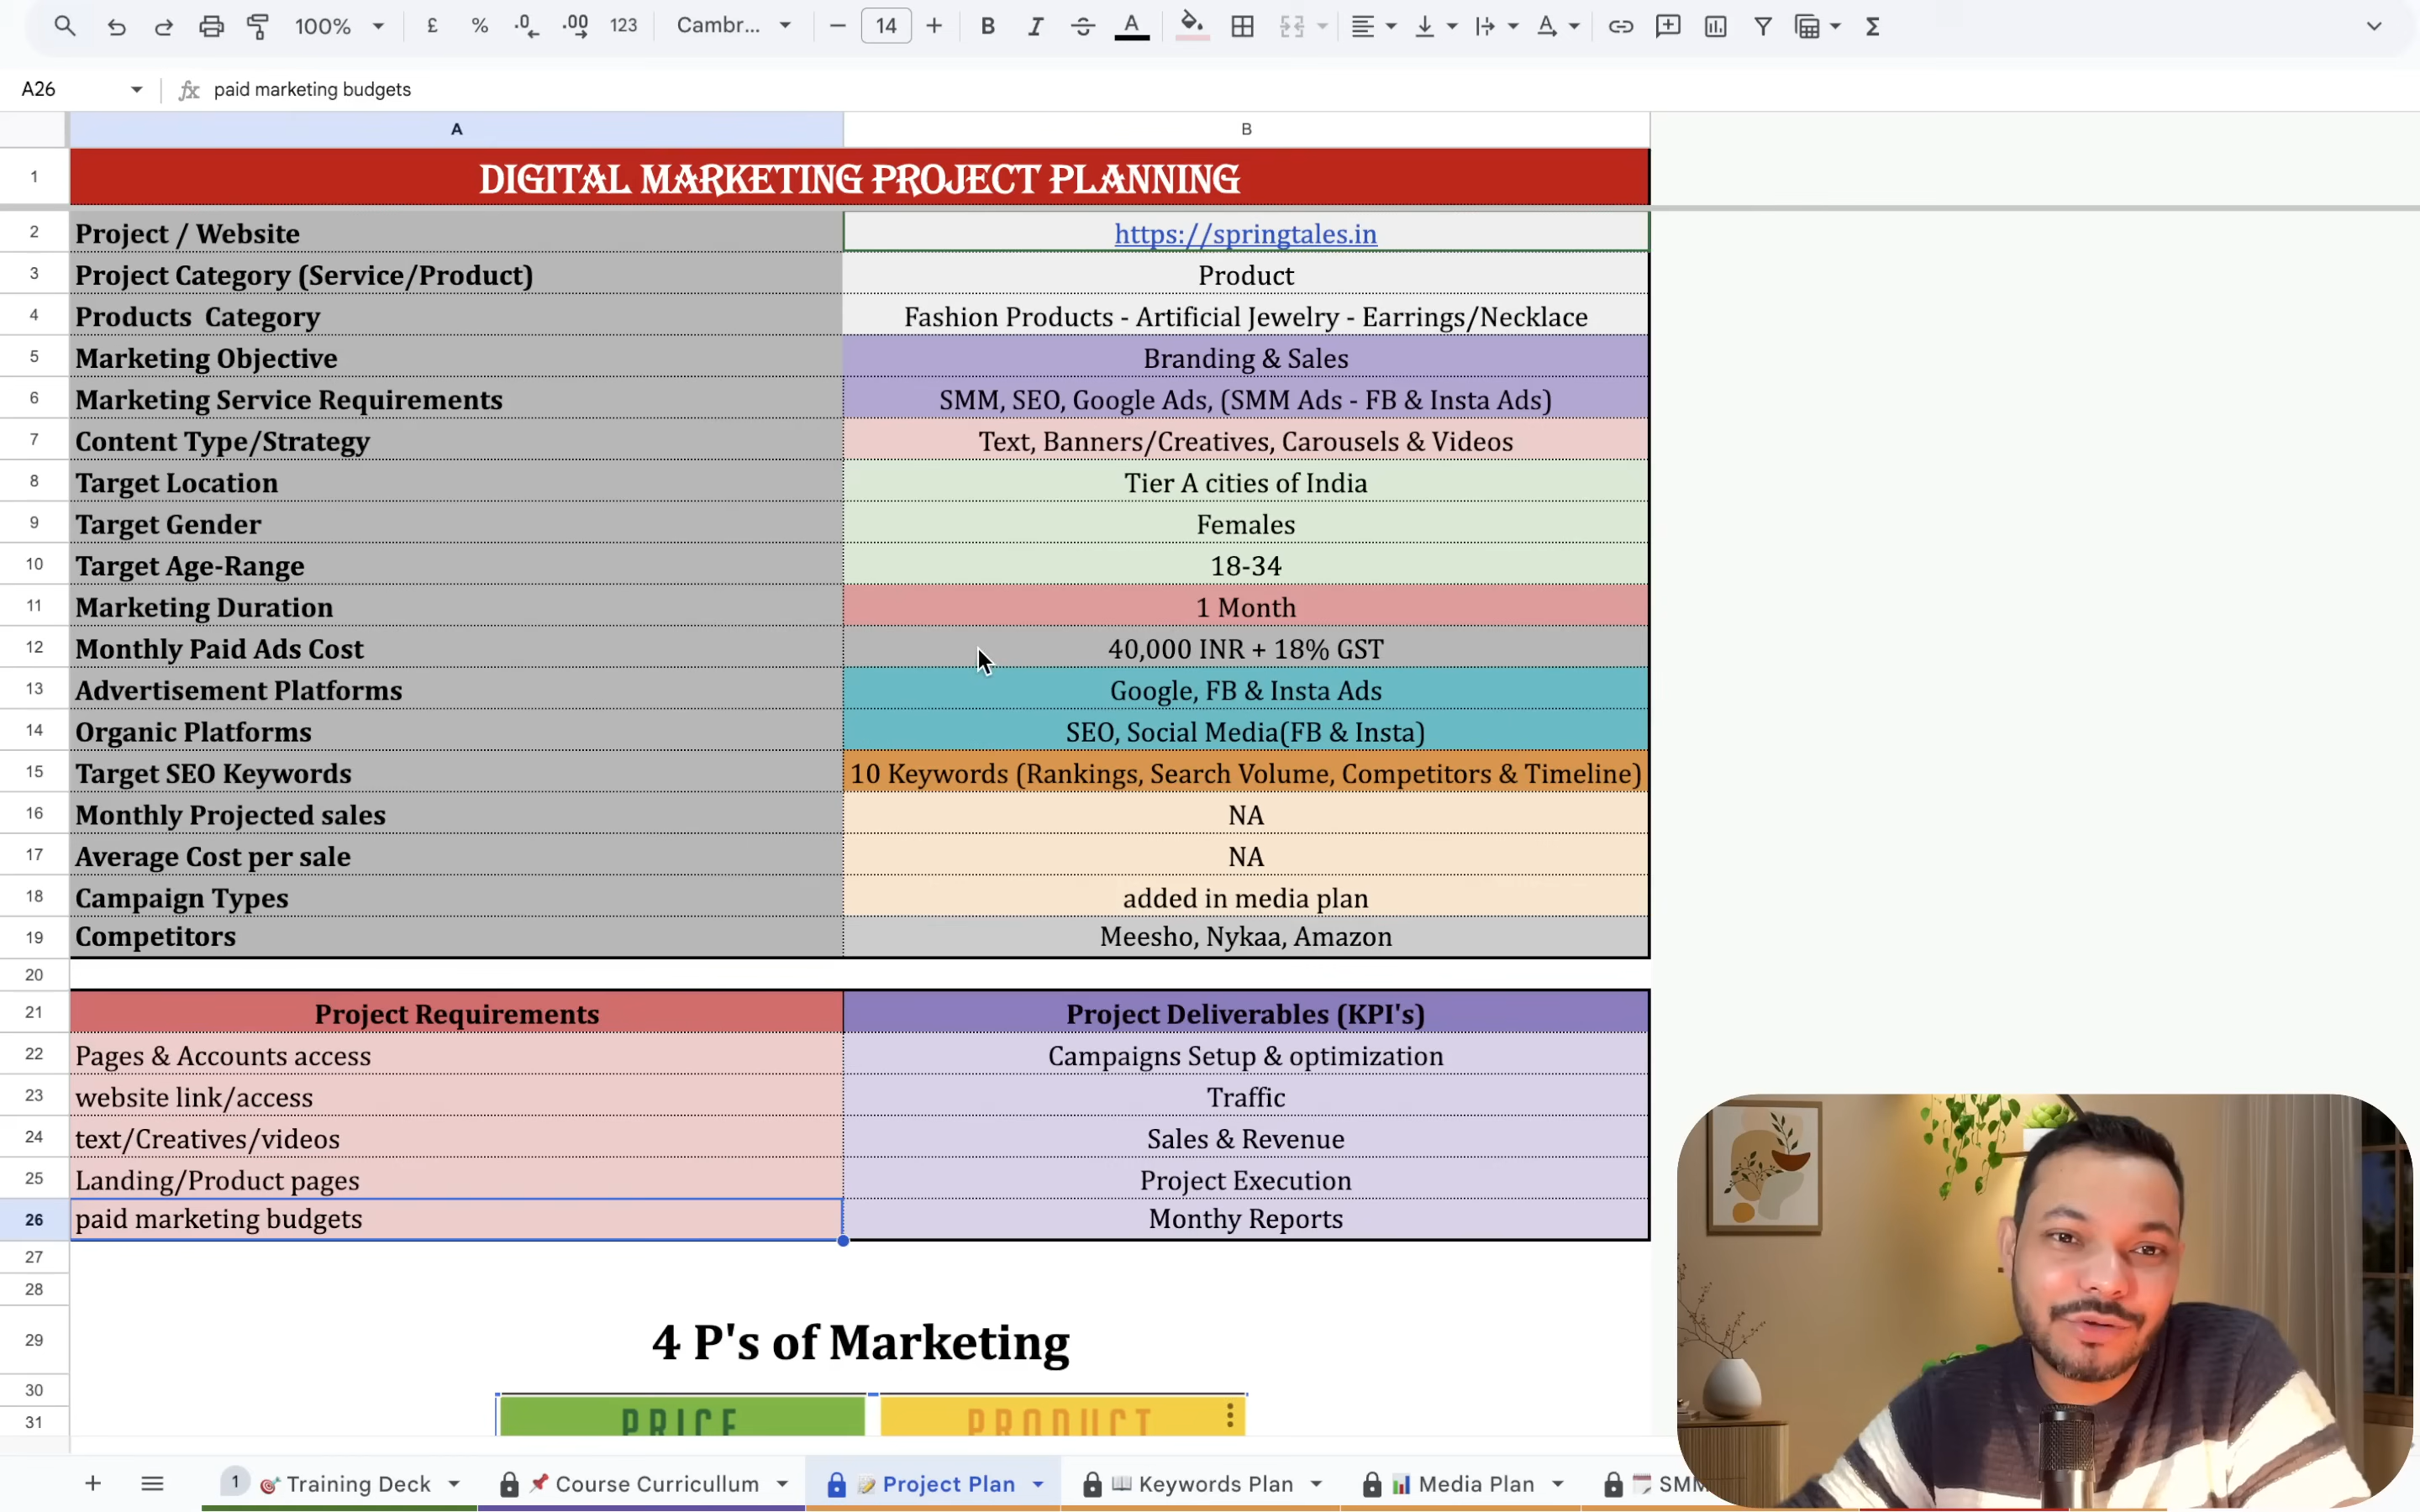 100% £ % .0 .00 123 Cambr... 14 B I A Σ
A26 fx paid marketing budgets
A B
1 DIGITAL MARKETING PROJECT PLANNING
2 Project / Website https://springtales.in
3 Project Category (Service/Product) Product
4 Products Category Fashion Products - Artificial Jewelry - Earrings/Necklace
5 Marketing Objective Branding & Sales
6 Marketing Service Requirements SMM, SEO, Google Ads, (SMM Ads - FB & Insta Ads)
7 Content Type/Strategy Text, Banners/Creatives, Carousels & Videos
8 Target Location Tier A cities of India
9 Target Gender Females
10 Target Age-Range 18-34
11 Marketing Duration 1 Month
12 Monthly Paid Ads Cost 40,000 INR + 18% GST
13 Advertisement Platforms Google, FB & Insta Ads
14 Organic Platforms SEO, Social Media(FB & Insta)
15 Target SEO Keywords 10 Keywords (Rankings, Search Volume, Competitors & Timeline)
16 Monthly Projected sales NA
17 Average Cost per sale NA
18 Campaign Types added in media plan
19 Competitors Meesho, Nykaa, Amazon
20
21 Project Requirements Project Deliverables (KPI's)
22 Pages & Accounts access Campaigns Setup & optimization
23 website link/access Traffic
24 text/Creatives/videos Sales & Revenue
25 Landing/Product pages Project Execution
26 paid marketing budgets Monthy Reports
27
28
29 4 P's of Marketing
30
31 PRICE PRODUCT
1 Training Deck Course Curicullum Project Plan Keywords Plan Media Plan SMM